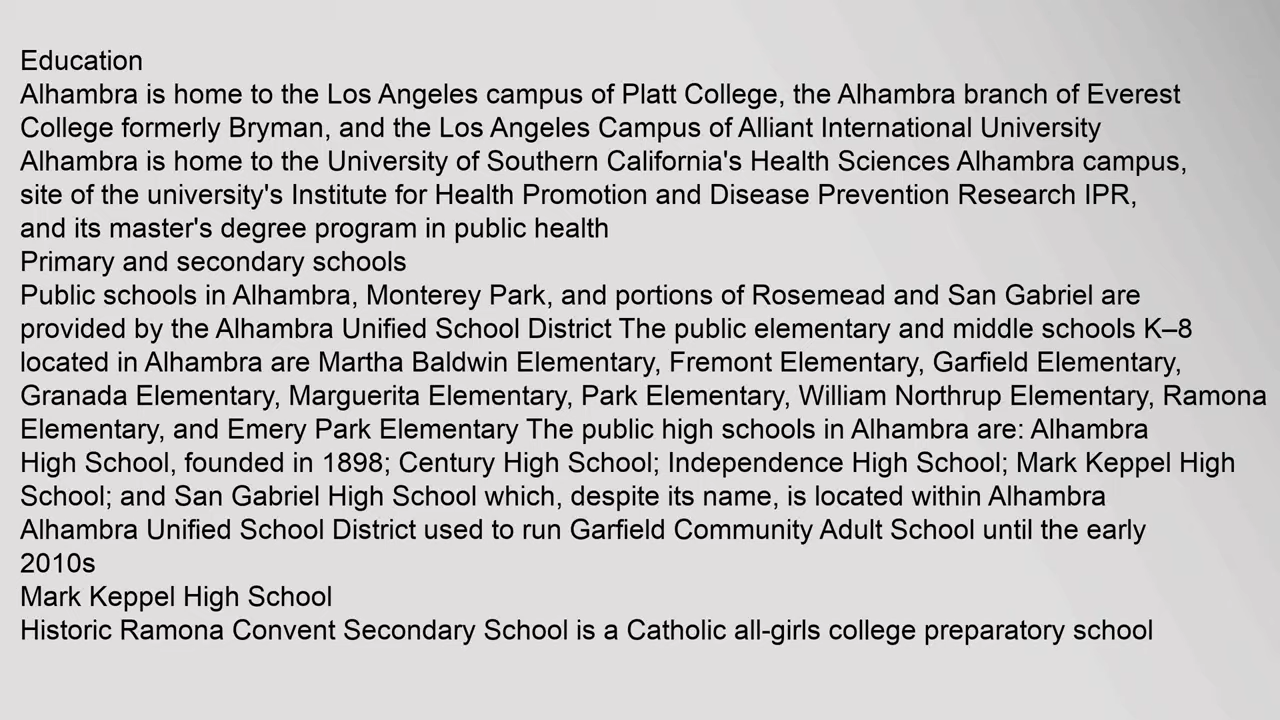 Education
Alhambra is home to the Los Angeles campus of Platt College, the Alhambra branch of Everest
College formerly Bryman, and the Los Angeles Campus of Alliant International University
Alhambra is home to the University of Southern California's Health Sciences Alhambra campus,
site of the university's Institute for Health Promotion and Disease Prevention Research IPR,
and its master's degree program in public health
Primary and secondary schools
Public schools in Alhambra, Monterey Park, and portions of Rosemead and San Gabriel are
provided by the Alhambra Unified School District The public elementary and middle schools K–8
located in Alhambra are Martha Baldwin Elementary, Fremont Elementary, Garfield Elementary,
Granada Elementary, Marguerita Elementary, Park Elementary, William Northrup Elementary, Ramona
Elementary, and Emery Park Elementary The public high schools in Alhambra are: Alhambra
High School, founded in 1898; Century High School; Independence High School; Mark Keppel High
School; and San Gabriel High School which, despite its name, is located within Alhambra
Alhambra Unified School District used to run Garfield Community Adult School until the early
2010s
Mark Keppel High School
Historic Ramona Convent Secondary School is a Catholic all-girls college preparatory school